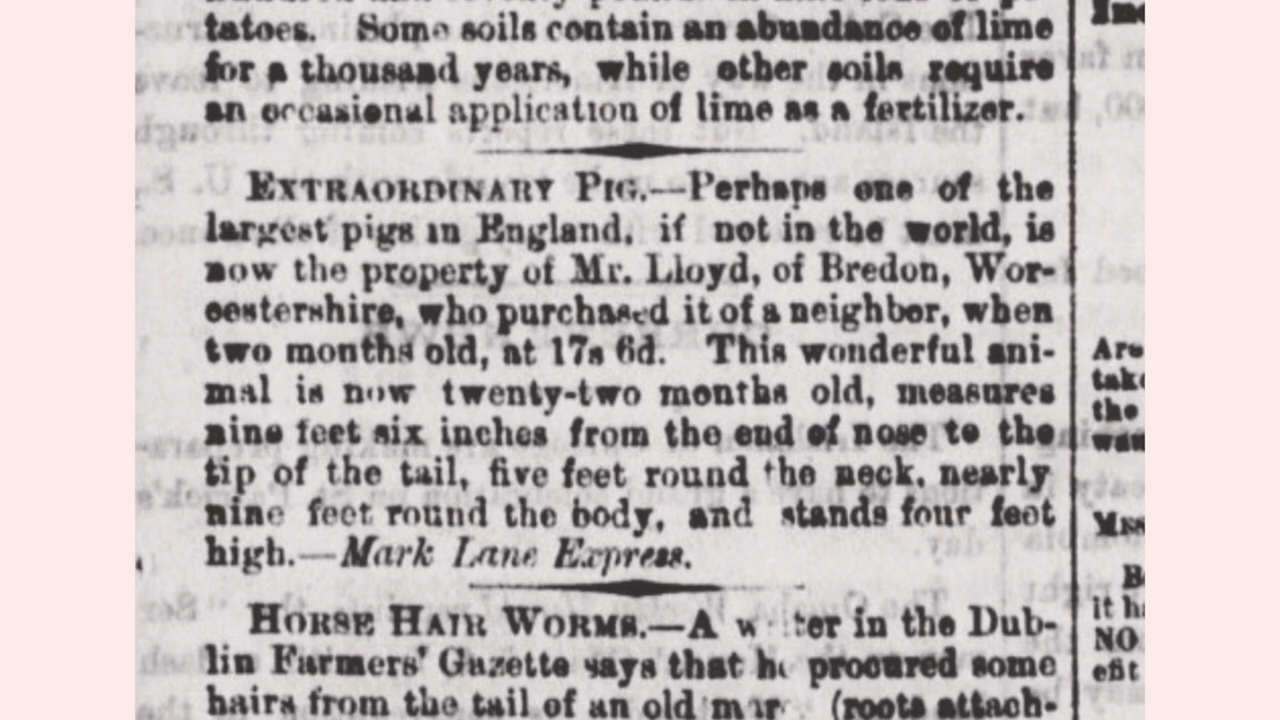 tatoes. Some soils contain an abundance of lime
for a thousand years, while other soils require
an occasional application of lime as a fertilizer.
EXTRAORDINARY PIG.—Perhaps one of the
largest pigs in England, if not in the world, is
now the property of Mr. Lloyd, of Bredon, Wor-
cestershire, who purchased it of a neighbor, when
two months old, at 17s 6d. This wonderful ani-
mal is now twenty-two months old, measures
nine feet six inches from the end of nose to the
tip of the tail, five feet round the neck, nearly
nine feet round the body, and stands four feet
high.—Mark Lane Express.
HORSE HAIR WORMS.—A writer in the Dub-
lin Farmers' Gazette says that he procured some
hairs from the tail of an old mar (roots attach-
Are
take
the
NO